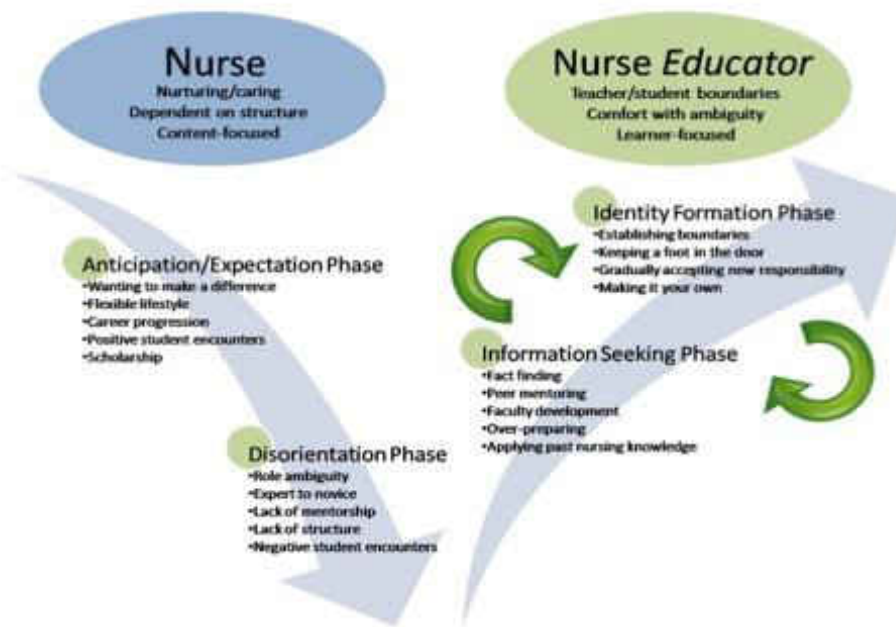 Nurse
Nurturing/caring
Dependent on structure
Content-focused
Nurse Educator
Teacher/student boundaries
Comfort with ambiguity
Learner-focused
Anticipation/Expectation Phase
•Wanting to make a difference
•Flexible lifestyle
•Career progression
•Positive student encounters
•Scholarship
Disorientation Phase
•Role ambiguity
•Expert to novice
•Lack of mentorship
•Lack of structure
•Negative student encounters
Information Seeking Phase
•Fact finding
•Peer mentoring
•Faculty development
•Over-preparing
•Applying past nursing knowledge
Identity Formation Phase
•Establishing boundaries
•Keeping a foot in the door
•Gradually accepting new responsibility
•Making it your own